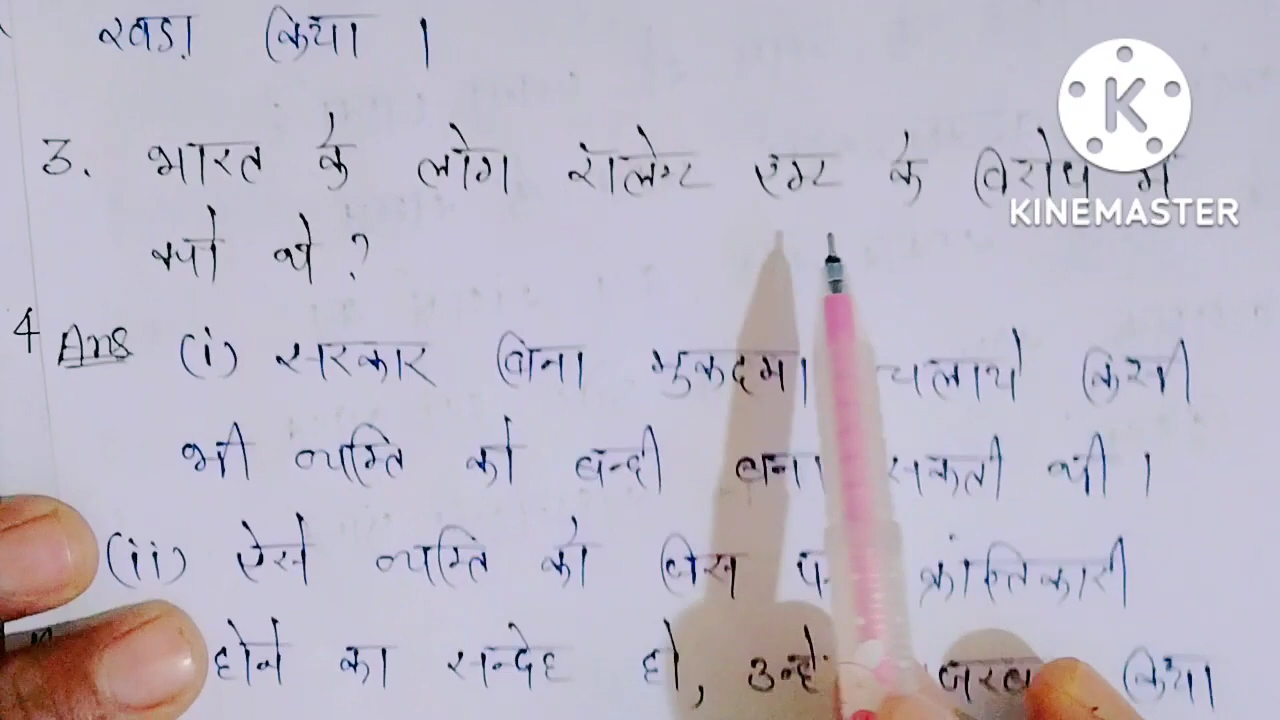 खडा किया ।
3. भारत के लोग रॉलेक्ट एक्ट के विरोध में
क्यो थे ?
4 Ans (i) सरकार बिना मुकदमा चलाये किसी
भी व्यक्ति को बन्दी बना सकती थी ।
(ii) ऐसे व्यक्ति को जिस पर क्रांतिकारी
होने का सन्देह हो, उन्हे किया
K
KINEMASTER